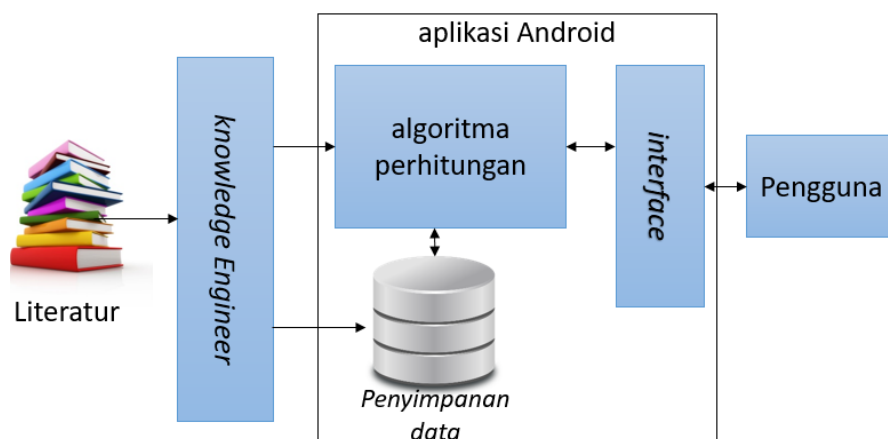 aplikasi Android
Literatur
knowledge Engineer
algoritma
perhitungan
interface
Pengguna
Penyimpanan
data